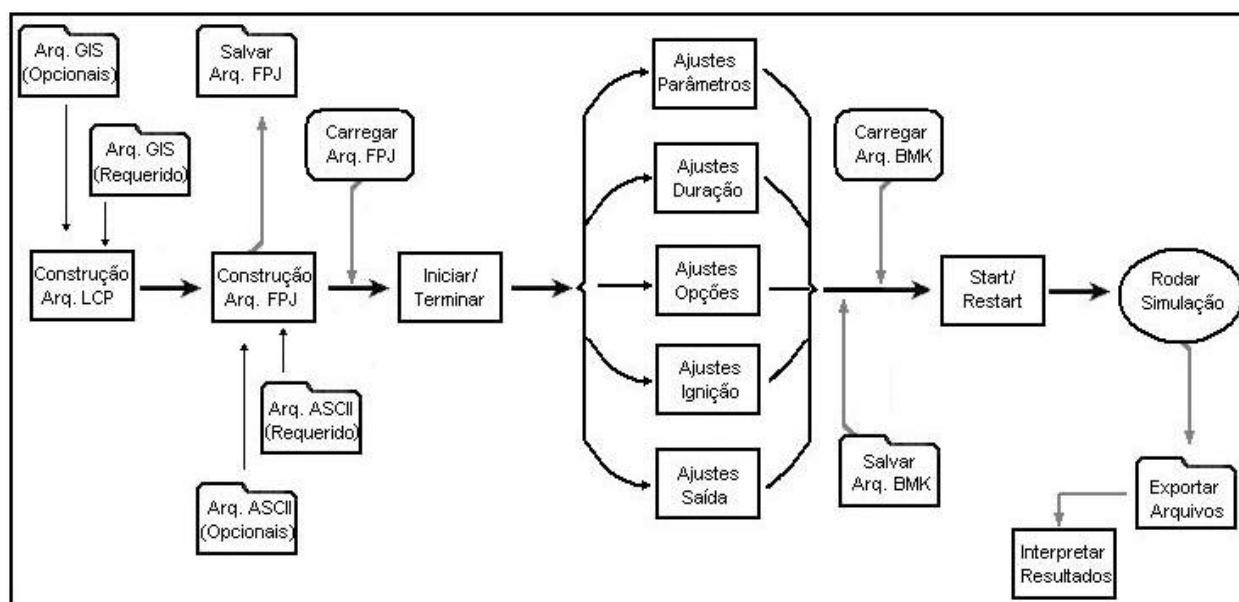 Arq. GIS
(Opcionais)
Salvar
Arq. FPJ
Arq. GIS
(Requerido)
Carregar
Arq. FPJ
Construção
Arq. LCP
Construção
Arq. FPJ
Iniciar/
Terminar
Arq. ASCII
(Requerido)
Arq. ASCII
(Opcionais)
Ajustes
Parâmetros
Ajustes
Duração
Ajustes
Opções
Ajustes
Ignição
Ajustes
Saída
Carregar
Arq. BMK
Salvar
Arq. BMK
Start/
Restart
Rodar
Simulação
Exportar
Arquivos
Interpretar
Resultados